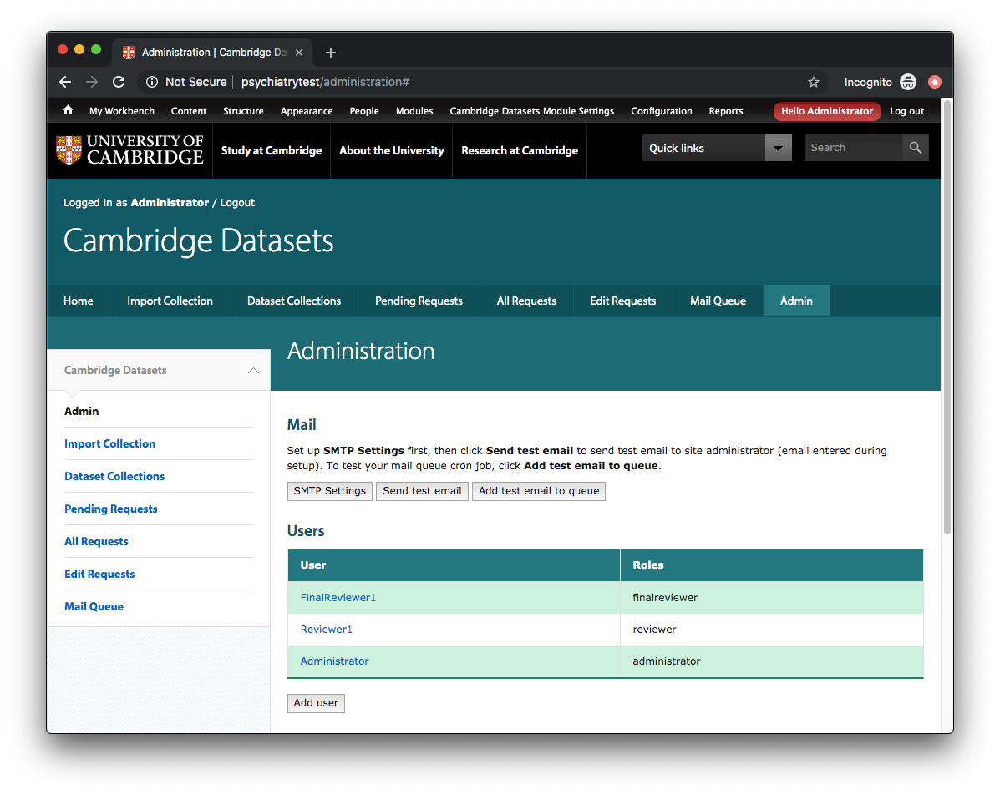 Administration | Cambridge Da
Not Secure | psychiatrytest/administration#
Incognito
My Workbench Content Structure Appearance People Modules Cambridge Datasets Module Settings Configuration Reports Hello Administrator Log out
UNIVERSITY OF
CAMBRIDGE
Study at Cambridge About the University Research at Cambridge Quick links Search
Logged in as Administrator / Logout
Cambridge Datasets
Home Import Collection Dataset Collections Pending Requests All Requests Edit Requests Mail Queue Admin
Administration
Cambridge Datasets
Admin
Import Collection
Dataset Collections
Pending Requests
All Requests
Edit Requests
Mail Queue
Mail
Set up SMTP Settings first, then click Send test email to send test email to site administrator (email entered during
setup). To test your mail queue cron job, click Add test email to queue.
SMTP Settings Send test email Add test email to queue
Users
User Roles
FinalReviewer1 finalreviewer
Reviewer1 reviewer
Administrator administrator
Add user